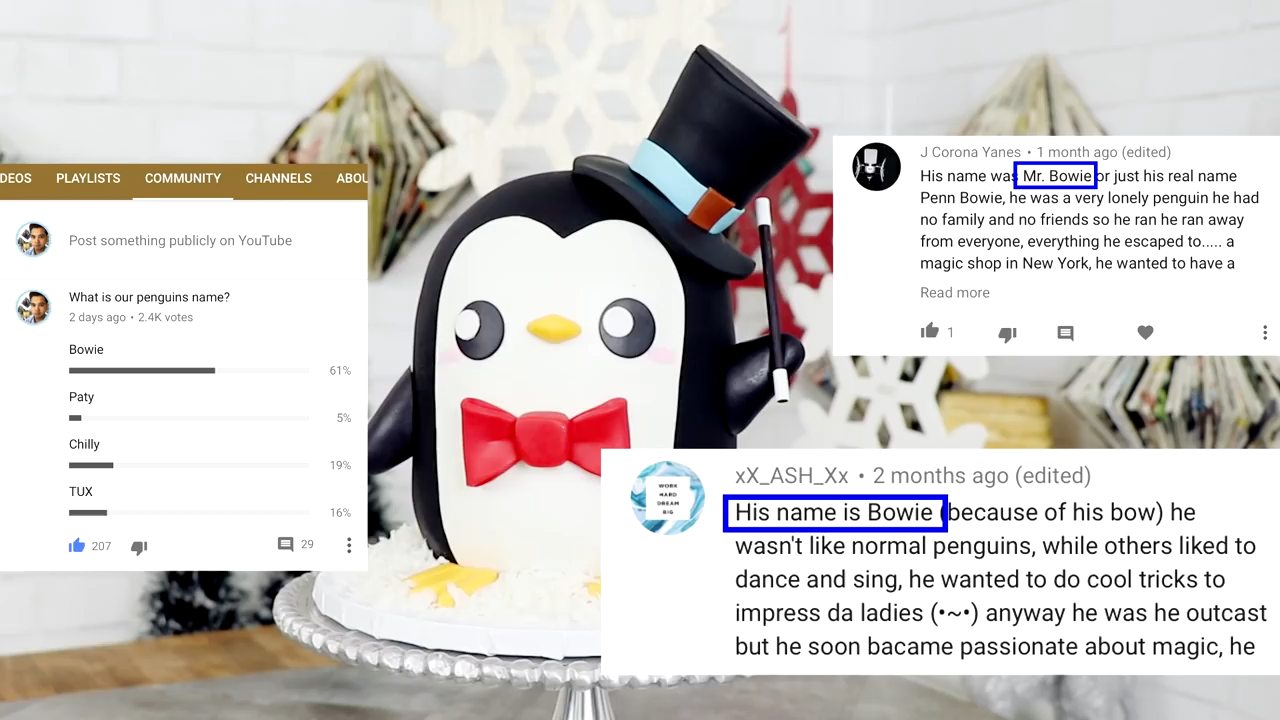 DEOS PLAYLISTS COMMUNITY CHANNELS ABOU
Post something publicly on YouTube
What is our penguins name?
2 days ago • 2.4K votes
Bowie
61%
Paty
5%
Chilly
19%
TUX
16%
207 29
J Corona Yanes • 1 month ago (edited)
His name was Mr. Bowie or just his real name
Penn Bowie, he was a very lonely penguin he had
no family and no friends so he ran he ran away
from everyone, everything he escaped to..... a
magic shop in New York, he wanted to have a
Read more
1
WORK
HARD
DREAM
BIG
xX_ASH_Xx • 2 months ago (edited)
His name is Bowie (because of his bow) he
wasn't like normal penguins, while others liked to
dance and sing, he wanted to do cool tricks to
impress da ladies (•~•) anyway he was he outcast
but he soon bacame passionate about magic, he